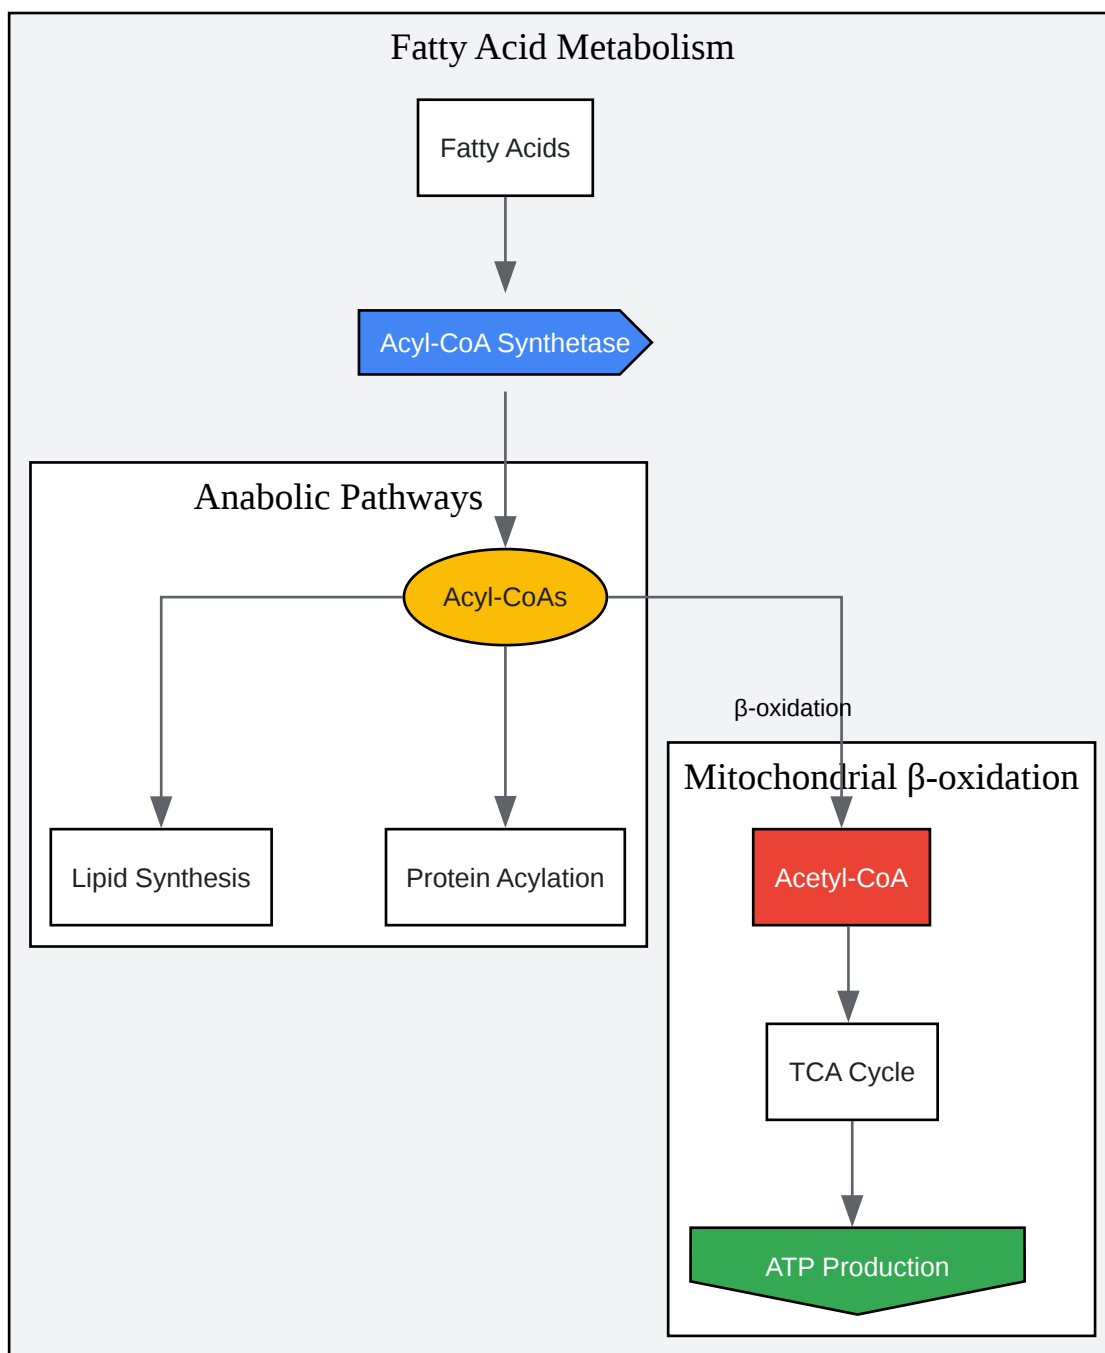 Fatty Acid Metabolism
Fatty Acids
Acyl-CoA Synthetase
Anabolic Pathways
Acyl-CoAs
β-oxidation
Mitochondrial β-oxidation
Lipid Synthesis
Protein Acylation
Acetyl-CoA
TCA Cycle
ATP Production